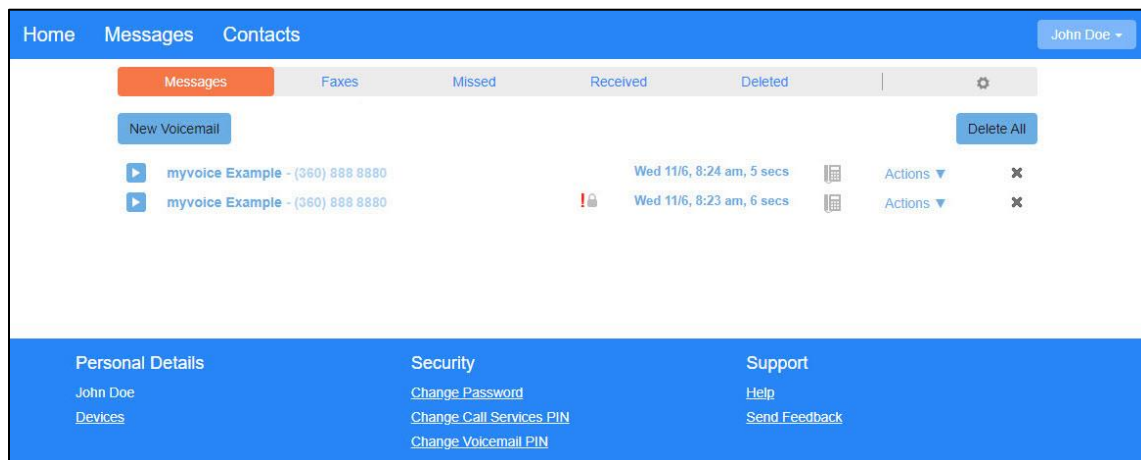 Home Messages Contacts John Doe
Messages Faxes Missed Received Deleted
New Voicemail Delete All
myvoice Example - (360) 888 8880 Wed 11/6, 8:24 am, 5 secs Actions ▼
myvoice Example - (360) 888 8880 ! Wed 11/6, 8:23 am, 6 secs Actions ▼
Personal Details Security Support
John Doe Change Password Help
Devices Change Call Services PIN Send Feedback
Change Voicemail PIN